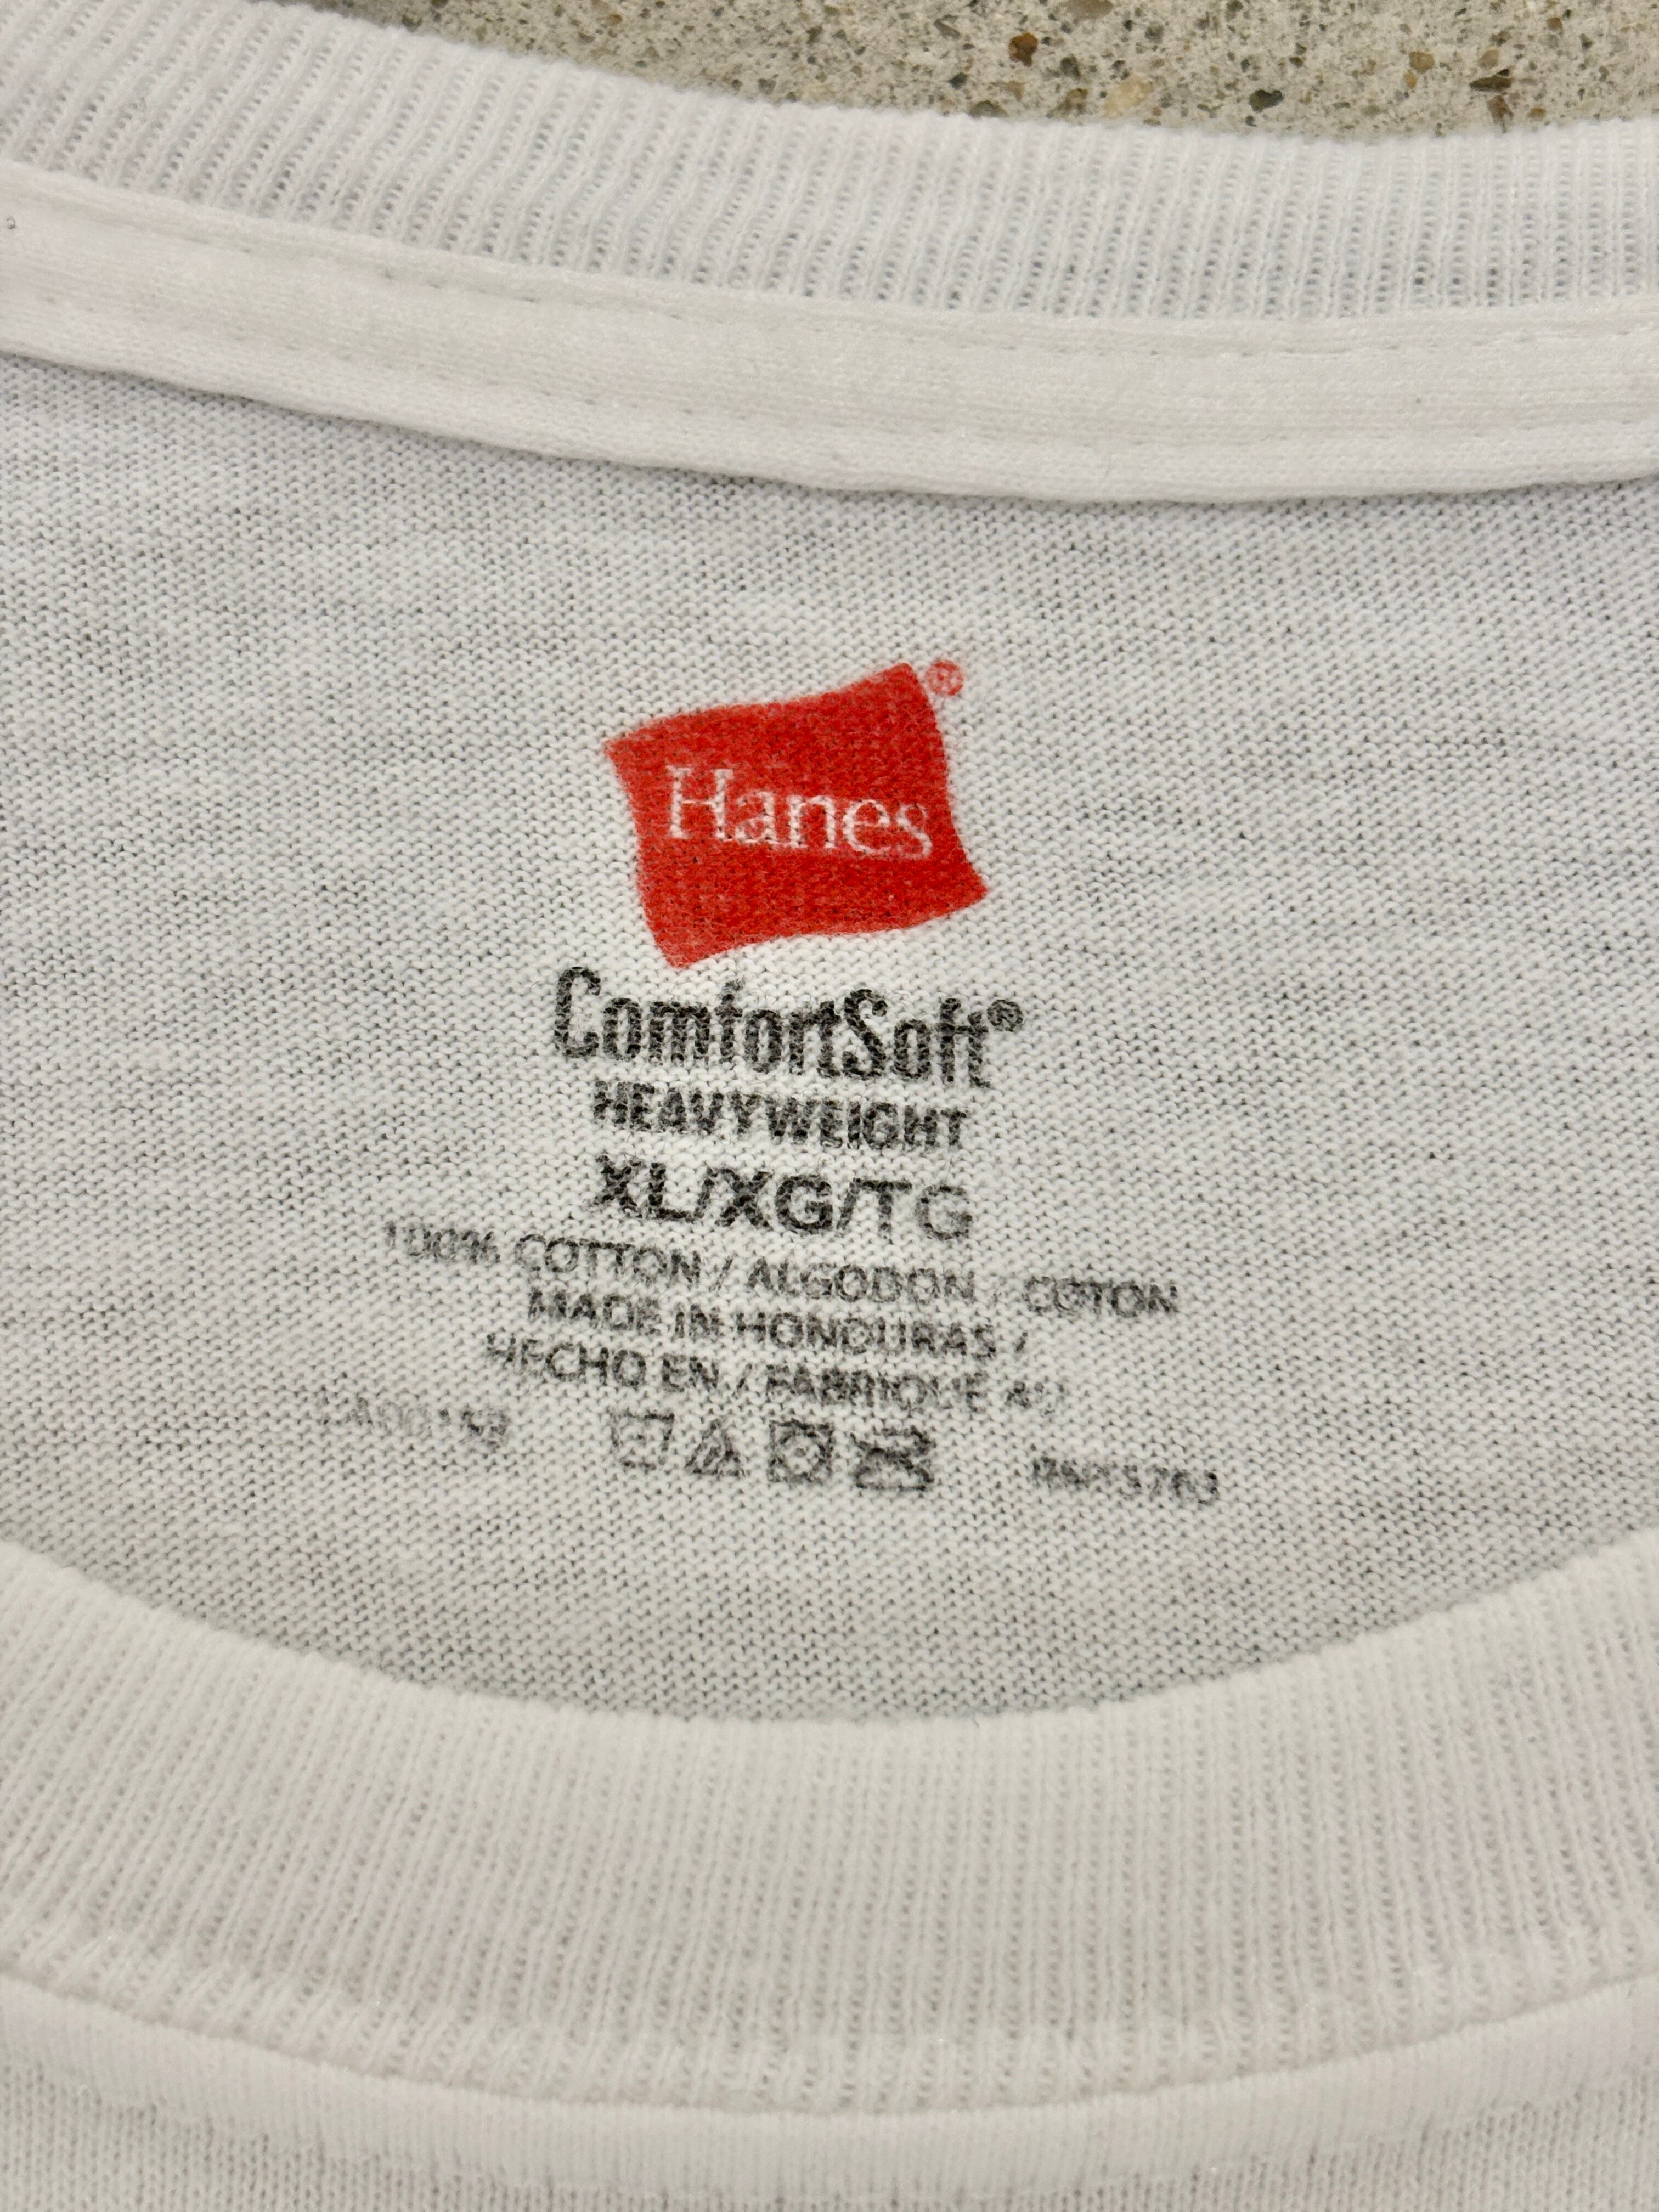 Hanes®
ComfortSoft®
HEAVYWEIGHT
XL/XG/TG
100% COTTON / ALGODON / COTON
MADE IN HONDURAS /
HECHO EN / FABRIQUÉ AU